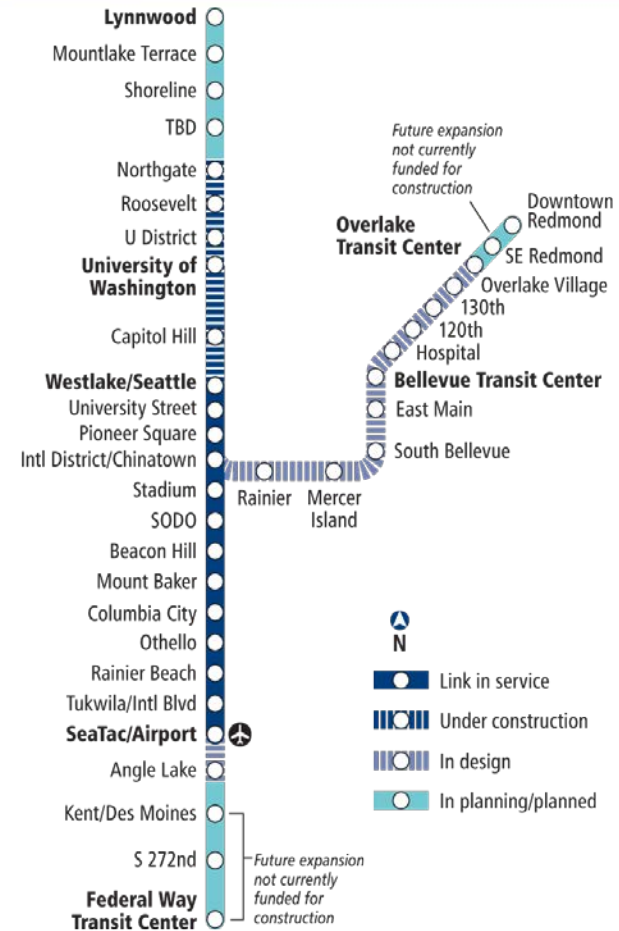 Lynnwood
Mountlake Terrace
Shoreline
TBD
Northgate
Roosevelt
U District
University of
Washington
Capitol Hill
Westlake/Seattle
University Street
Pioneer Square
Intl District/Chinatown
Stadium
SODO
Beacon Hill
Mount Baker
Columbia City
Othello
Rainier Beach
Tukwila/Intl Blvd
SeaTac/Airport
Angle Lake
Kent/Des Moines
S 272nd
Federal Way
Transit Center
Future expansion
not currently
funded for
construction
Rainier
Mercer
Island
South Bellevue
East Main
Bellevue Transit Center
Hospital
120th
130th
Overlake Village
Overlake
Transit Center
SE Redmond
Downtown
Redmond
Future expansion
not currently
funded for
construction
N
Link in service
Under construction
In design
In planning/planned